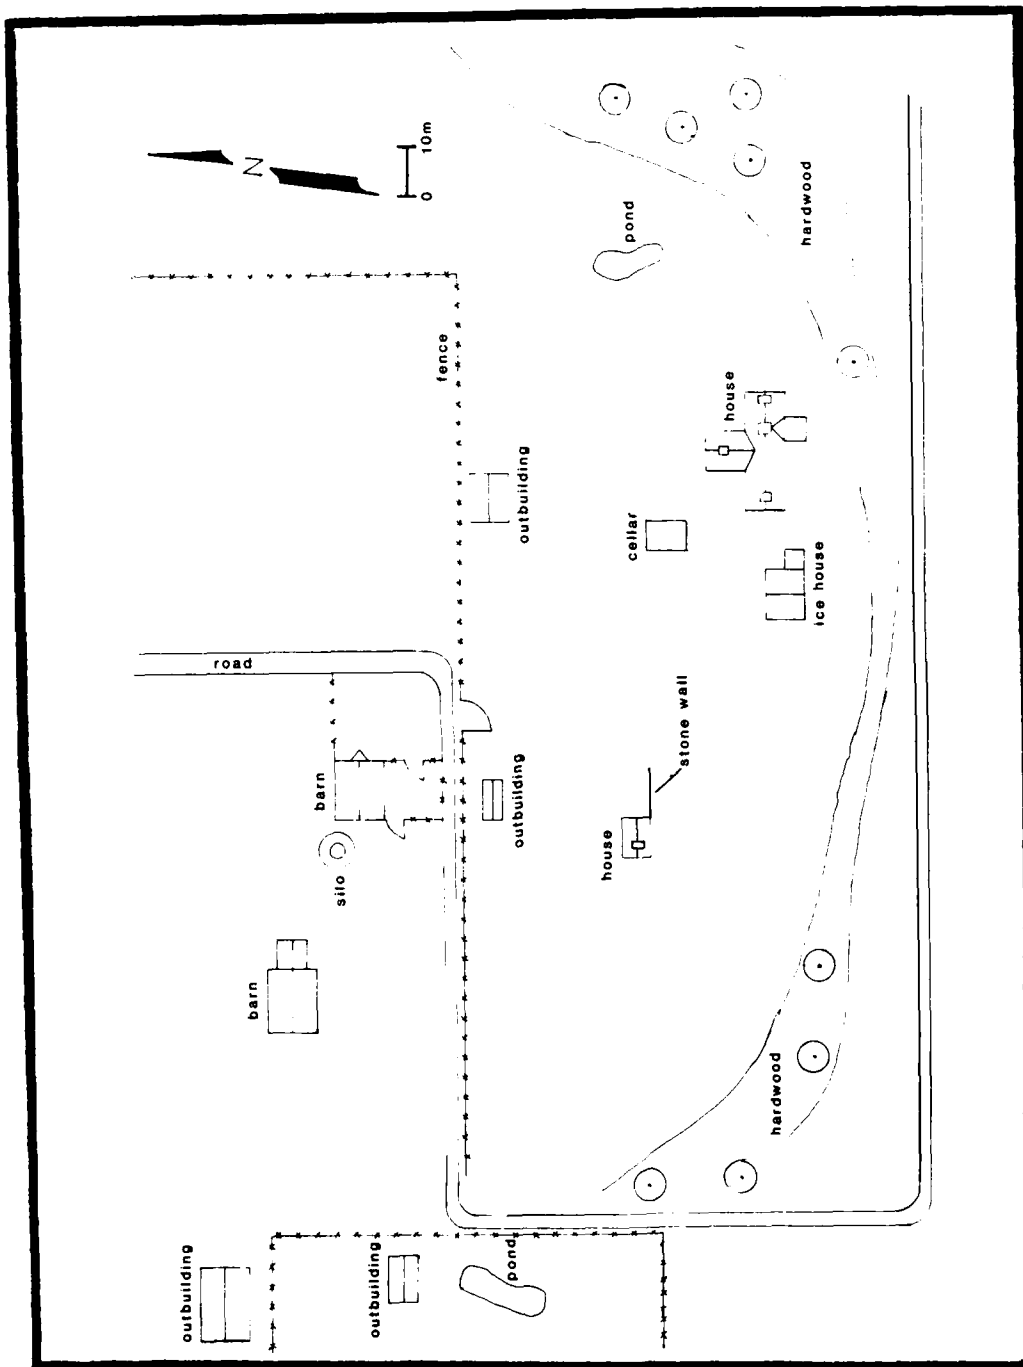 N
0
10m
pond
hardwood
fence
house
outbuilding
cellar
ice house
road
stone wall
barn
outbuilding
house
silo
barn
hardwood
outbuilding
outbuilding
pond